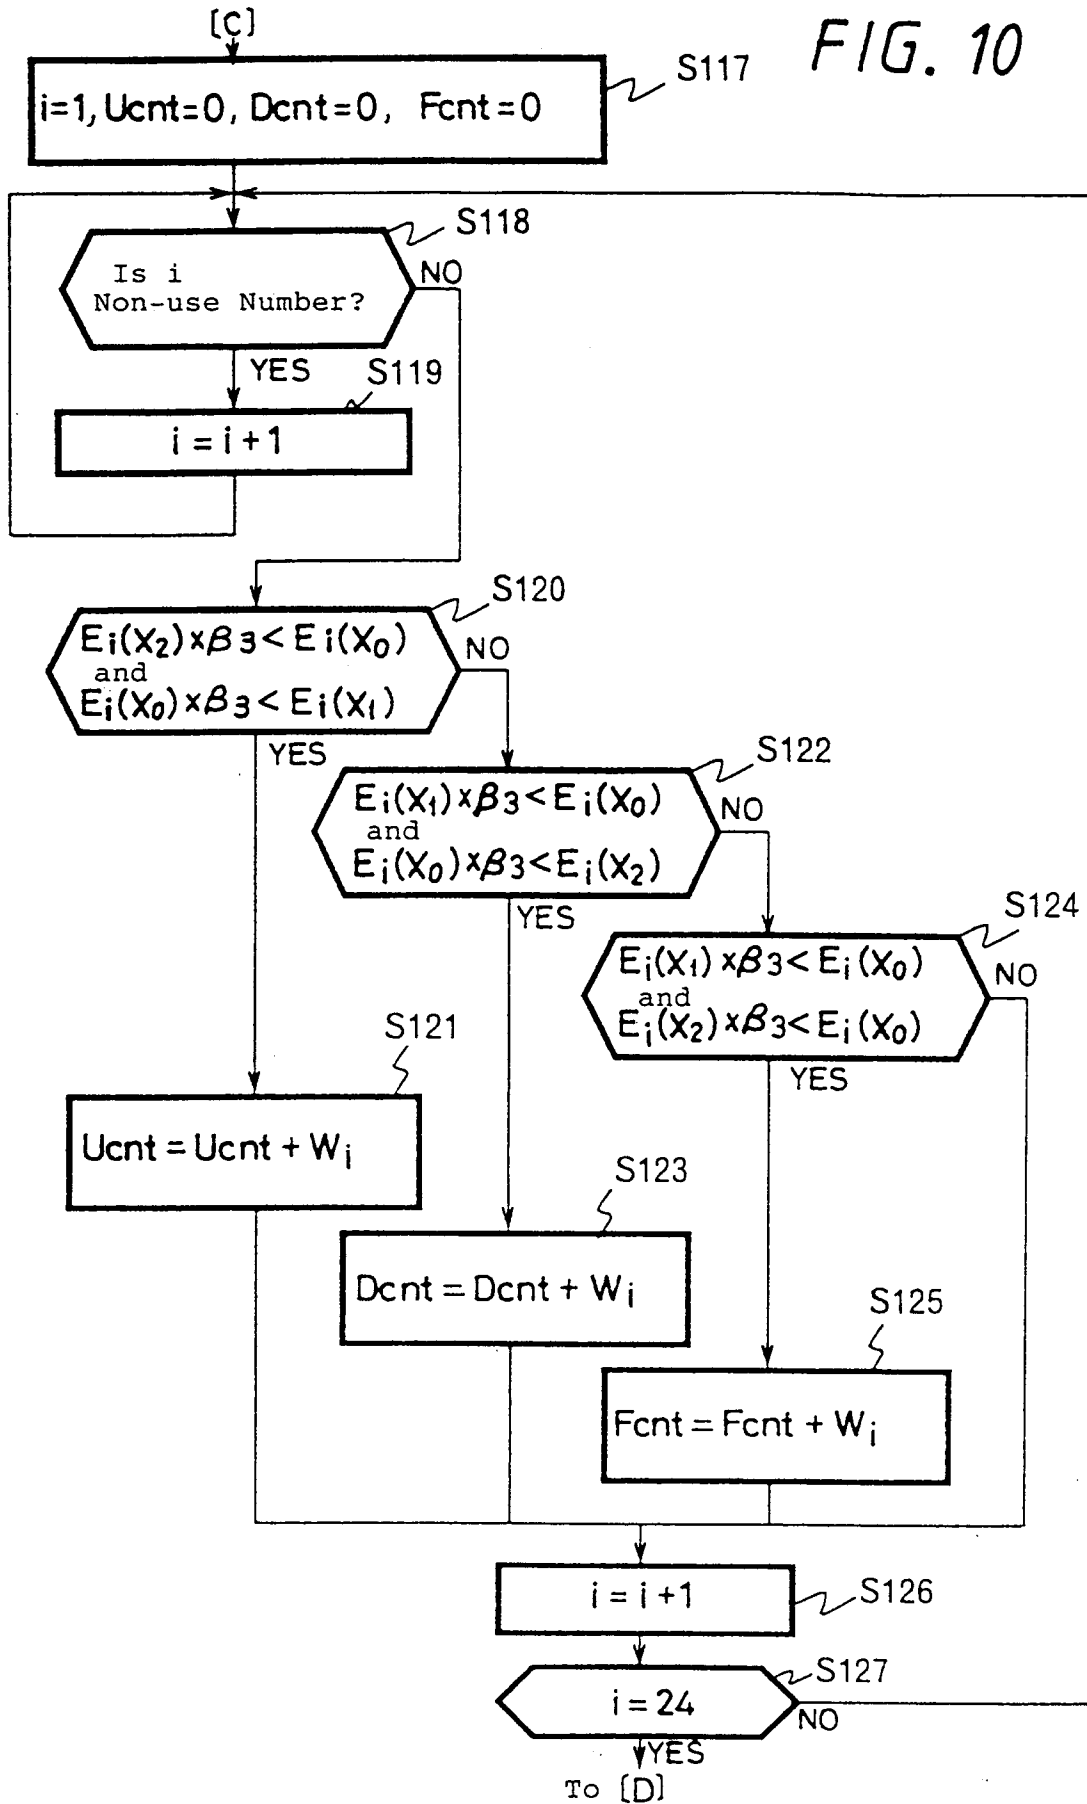 [C]
FIG. 10
S117
i=1, Ucnt=0, Dcnt=0, Fcnt=0
S118
Is i
Non-use Number?
NO
YES
S119
i = i + 1
S120
Ei(X2)×β3 < Ei(X0)
and
Ei(X0)×β3 < Ei(X1)
NO
YES
S122
Ei(X1)×β3 < Ei(X0)
and
Ei(X0)×β3 < Ei(X2)
NO
YES
S124
Ei(X1)×β3 < Ei(X0)
and
Ei(X2)×β3 < Ei(X0)
NO
YES
S121
Ucnt = Ucnt + Wi
S123
Dcnt = Dcnt + Wi
S125
Fcnt = Fcnt + Wi
i = i + 1
S126
S127
i = 24
NO
YES
To [D]